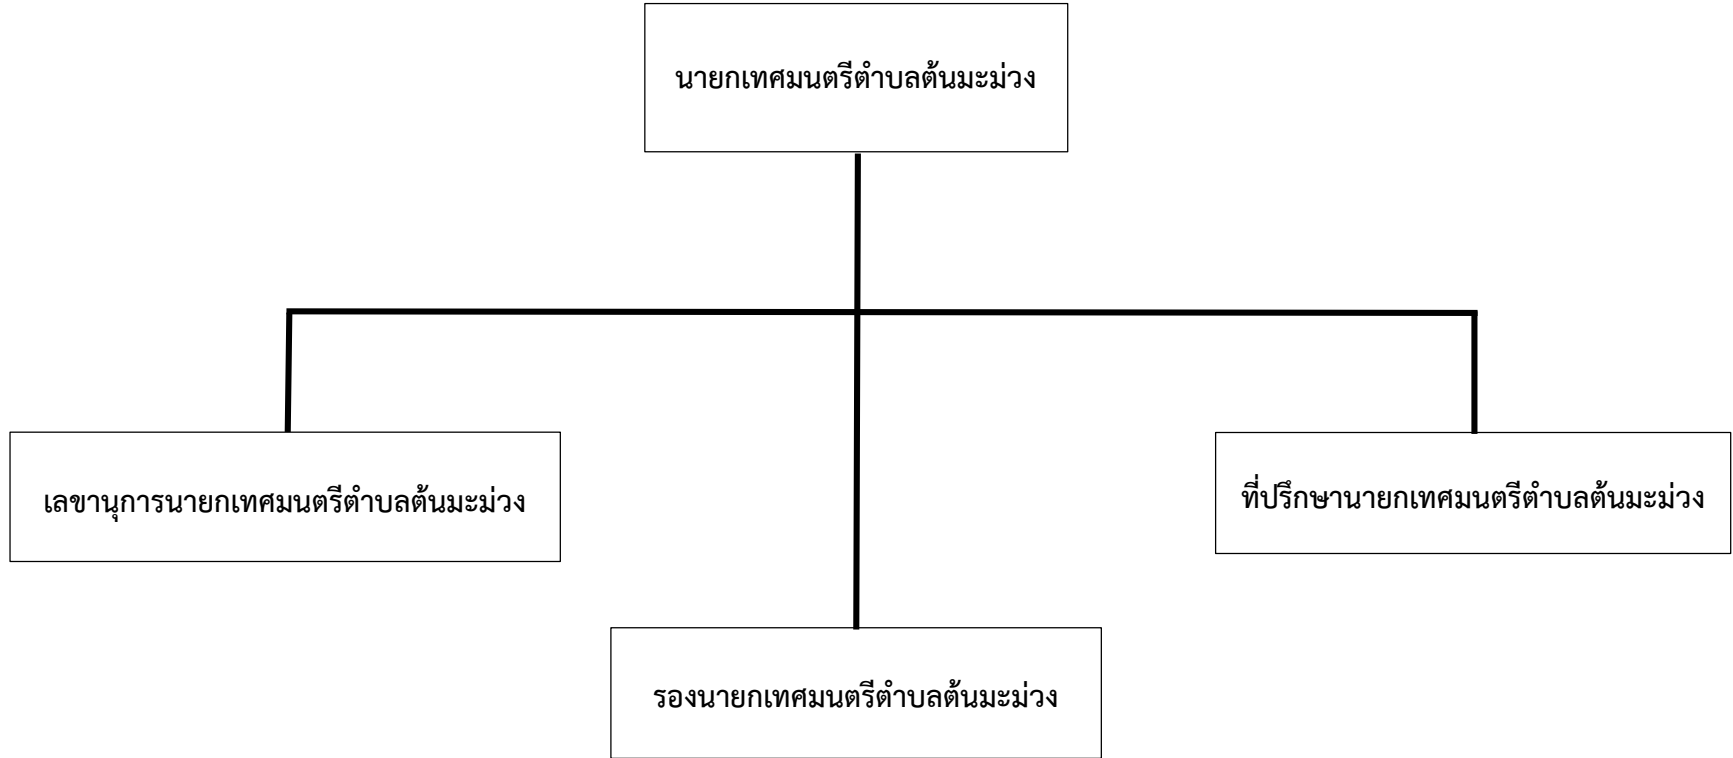 นายกเทศมนตรีตำบลต้นมะม่วง
เลขานุการนายกเทศมนตรีตำบลต้นมะม่วง
ที่ปรึกษานายกเทศมนตรีตำบลต้นมะม่วง
รองนายกเทศมนตรีตำบลต้นมะม่วง